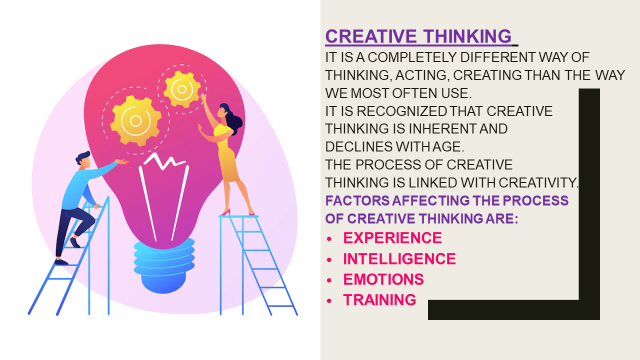 CREATIVE THINKING
IT IS A COMPLETELY DIFFERENT WAY OF
THINKING, ACTING, CREATING THAN THE WAY
WE MOST OFTEN USE.
IT IS RECOGNIZED THAT CREATIVE
THINKING IS INHERENT AND
DECLINES WITH AGE.
THE PROCESS OF CREATIVE
THINKING IS LINKED WITH CREATIVITY.
FACTORS AFFECTING THE PROCESS
OF CREATIVE THINKING ARE:
• EXPERIENCE
• INTELLIGENCE
• EMOTIONS
• TRAINING